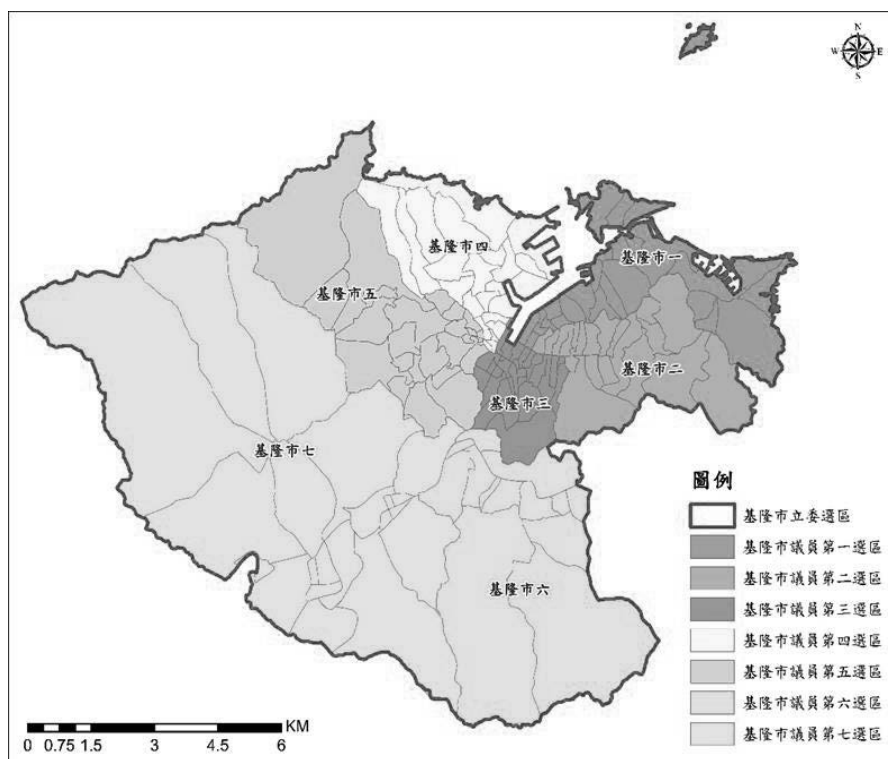 N
W E
S
基隆市四
基隆市一
基隆市五
基隆市二
基隆市三
基隆市七
基隆市六
圖例
基隆市立委選區
基隆市議員第一選區
基隆市議員第二選區
基隆市議員第三選區
基隆市議員第四選區
基隆市議員第五選區
基隆市議員第六選區
基隆市議員第七選區
KM
0 0.75 1.5 3 4.5 6